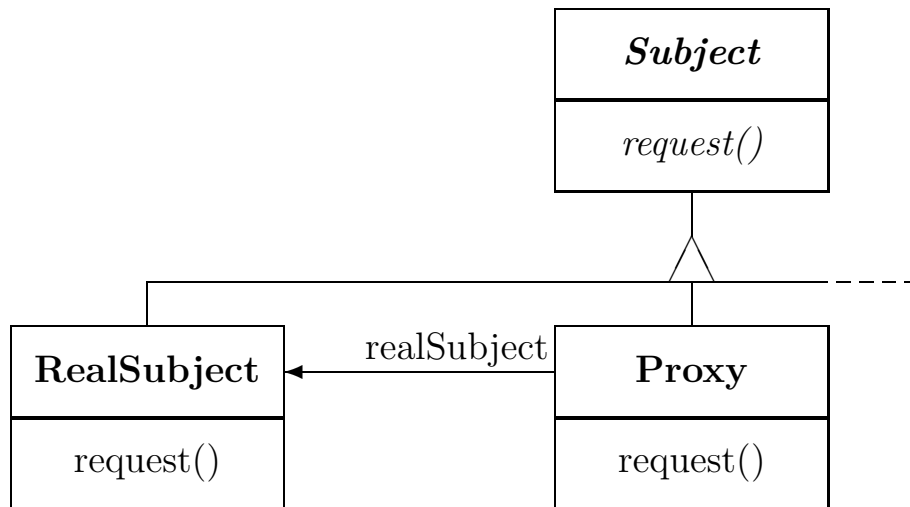 Subject
request()
realSubject
RealSubject
Proxy
request()
request()